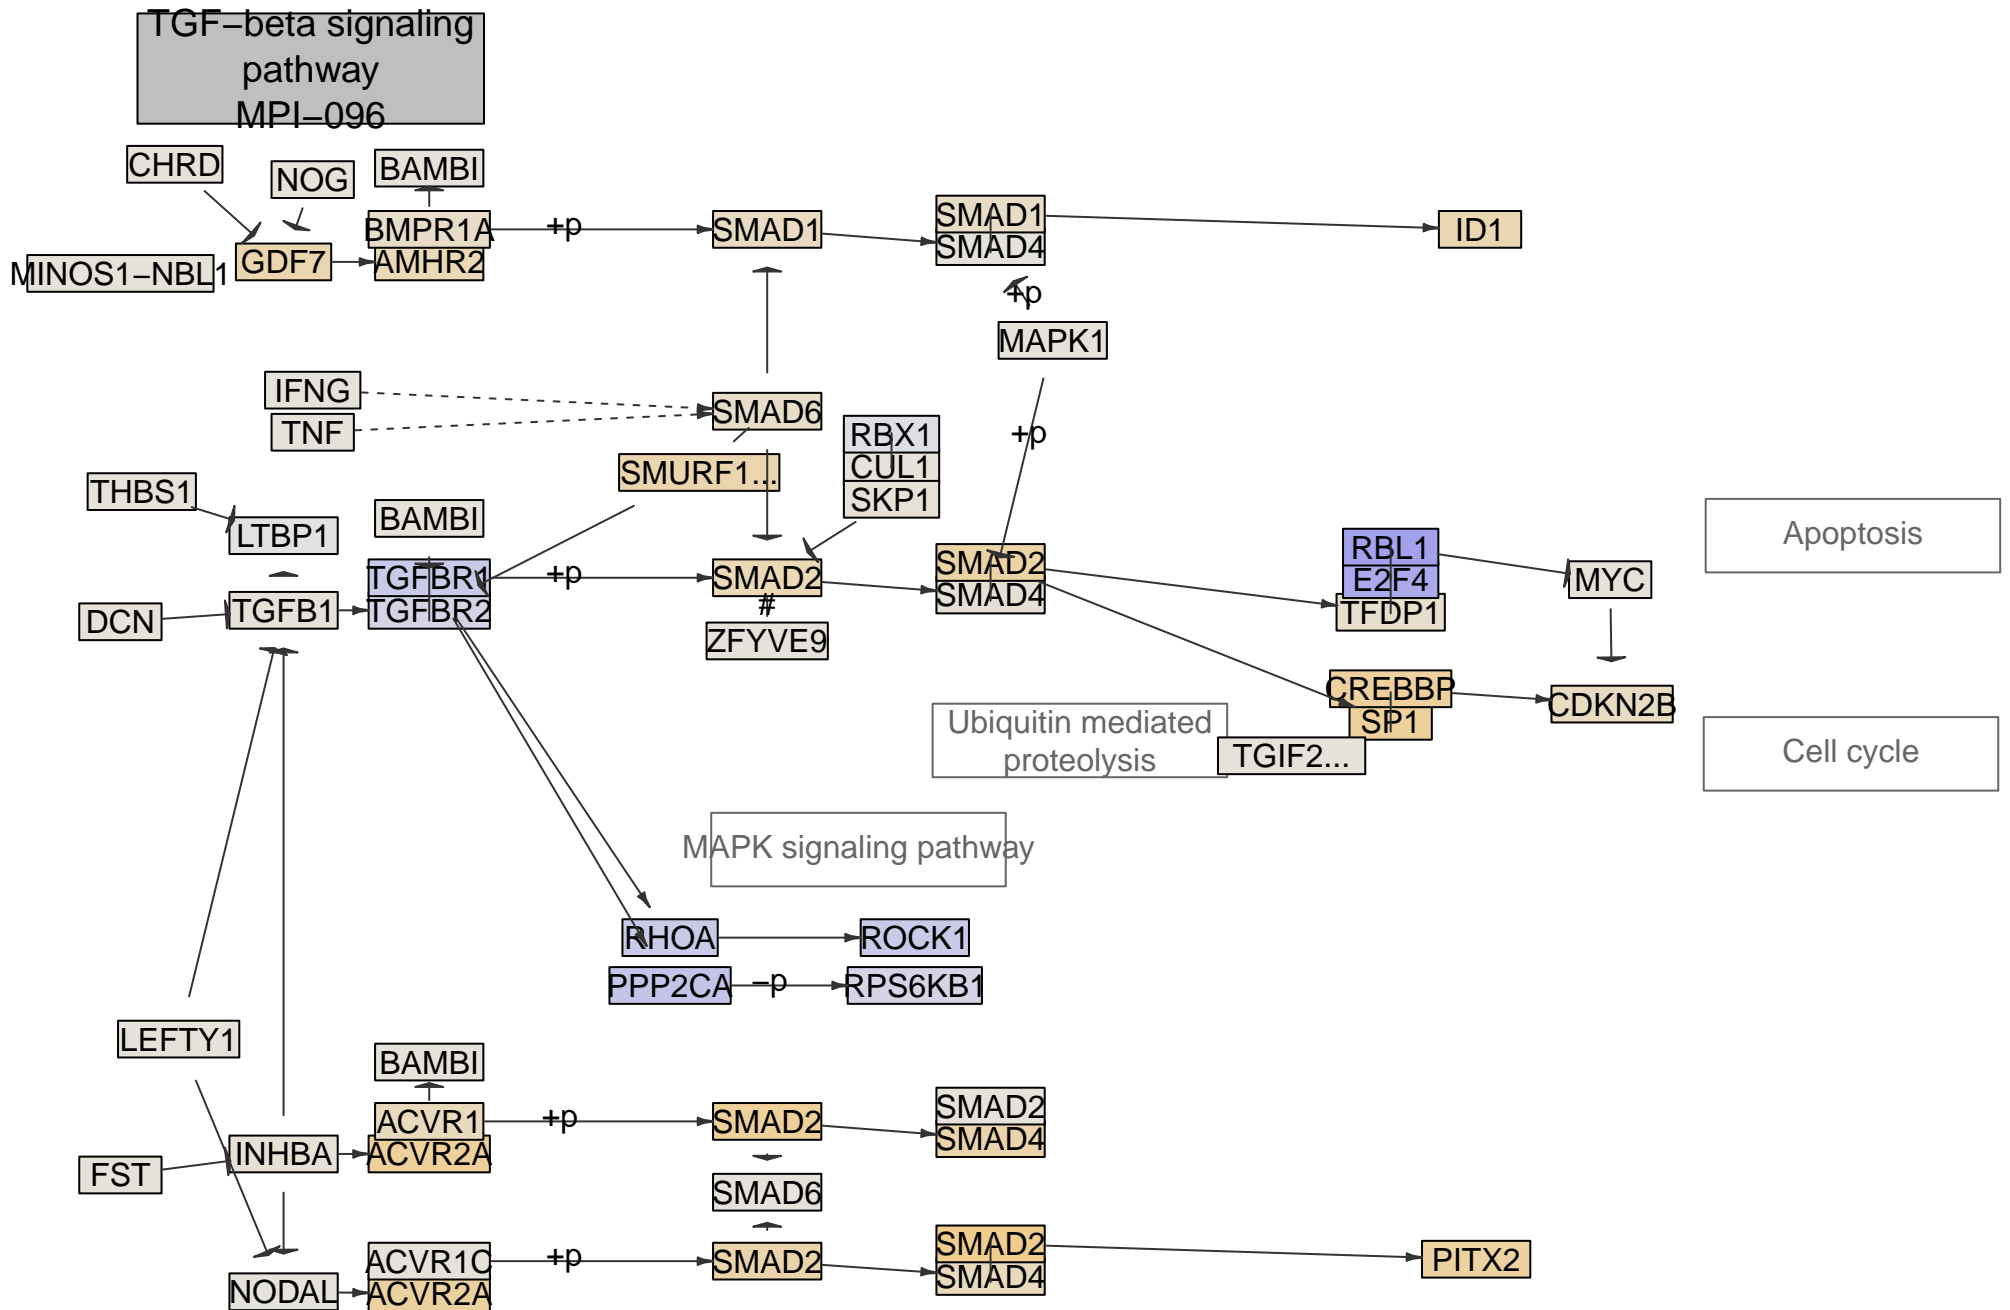 TGF−beta signaling
pathway
MPI−096
CHRD
NOG
BAMBI
BMPR1A
+p
SMAD1
SMAD1
ID1
SMAD4
MINOS1−NBL1
GDF7
AMHR2
+p
MAPK1
IFNG
SMAD6
TNF
RBX1
+p
SMURF1...
CUL1
THBS1
SKP1
BAMBI
LTBP1
Apoptosis
RBL1
SMAD2
TGFBR1
+p
SMAD2
E2F4
MYC
#
SMAD4
DCN
TGFB1
TGFBR2
TFDP1
ZFYVE9
CREBBP
CDKN2B
Ubiquitin mediated
proteolysis
SP1
TGIF2...
Cell cycle
MAPK signaling pathway
RHOA
ROCK1
PPP2CA
−p
RPS6KB1
LEFTY1
BAMBI
SMAD2
ACVR1
+p
SMAD2
SMAD4
INHBA
ACVR2A
FST
SMAD6
SMAD2
ACVR1C
+p
SMAD2
PITX2
SMAD4
NODAL
ACVR2A